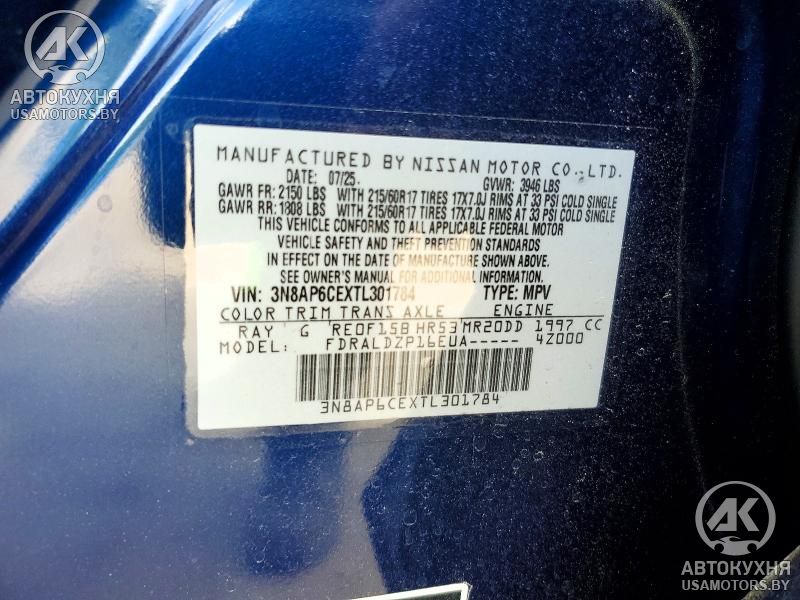 АК
АВТОКУХНЯ
USAMOTORS.BY
MANUFACTURED BY NISSAN MOTOR CO.,LTD.
DATE: 07/25. GVWR: 3946 LBS
GAWR FR: 2150 LBS WITH 215/60R17 TIRES 17X7.0J RIMS AT 33 PSI COLD SINGLE
GAWR RR: 1808 LBS WITH 215/60R17 TIRES 17X7.0J RIMS AT 33 PSI COLD SINGLE
THIS VEHICLE CONFORMS TO ALL APPLICABLE FEDERAL MOTOR
VEHICLE SAFETY AND THEFT PREVENTION STANDARDS
IN EFFECT ON THE DATE OF MANUFACTURE SHOWN ABOVE.
SEE OWNER'S MANUAL FOR ADDITIONAL INFORMATION
VIN: 3N8AP6CEXTL301784 TYPE: MPV
COLOR TRIM TRANS AXLE ENGINE
RAY G RE0F15B HR53 MR20DD 1997 CC
MODEL: FDRALDZP16EUA----- 4Z000
3N8AP6CEXTL301784
АК
АВТОКУХНЯ
USAMOTORS.BY